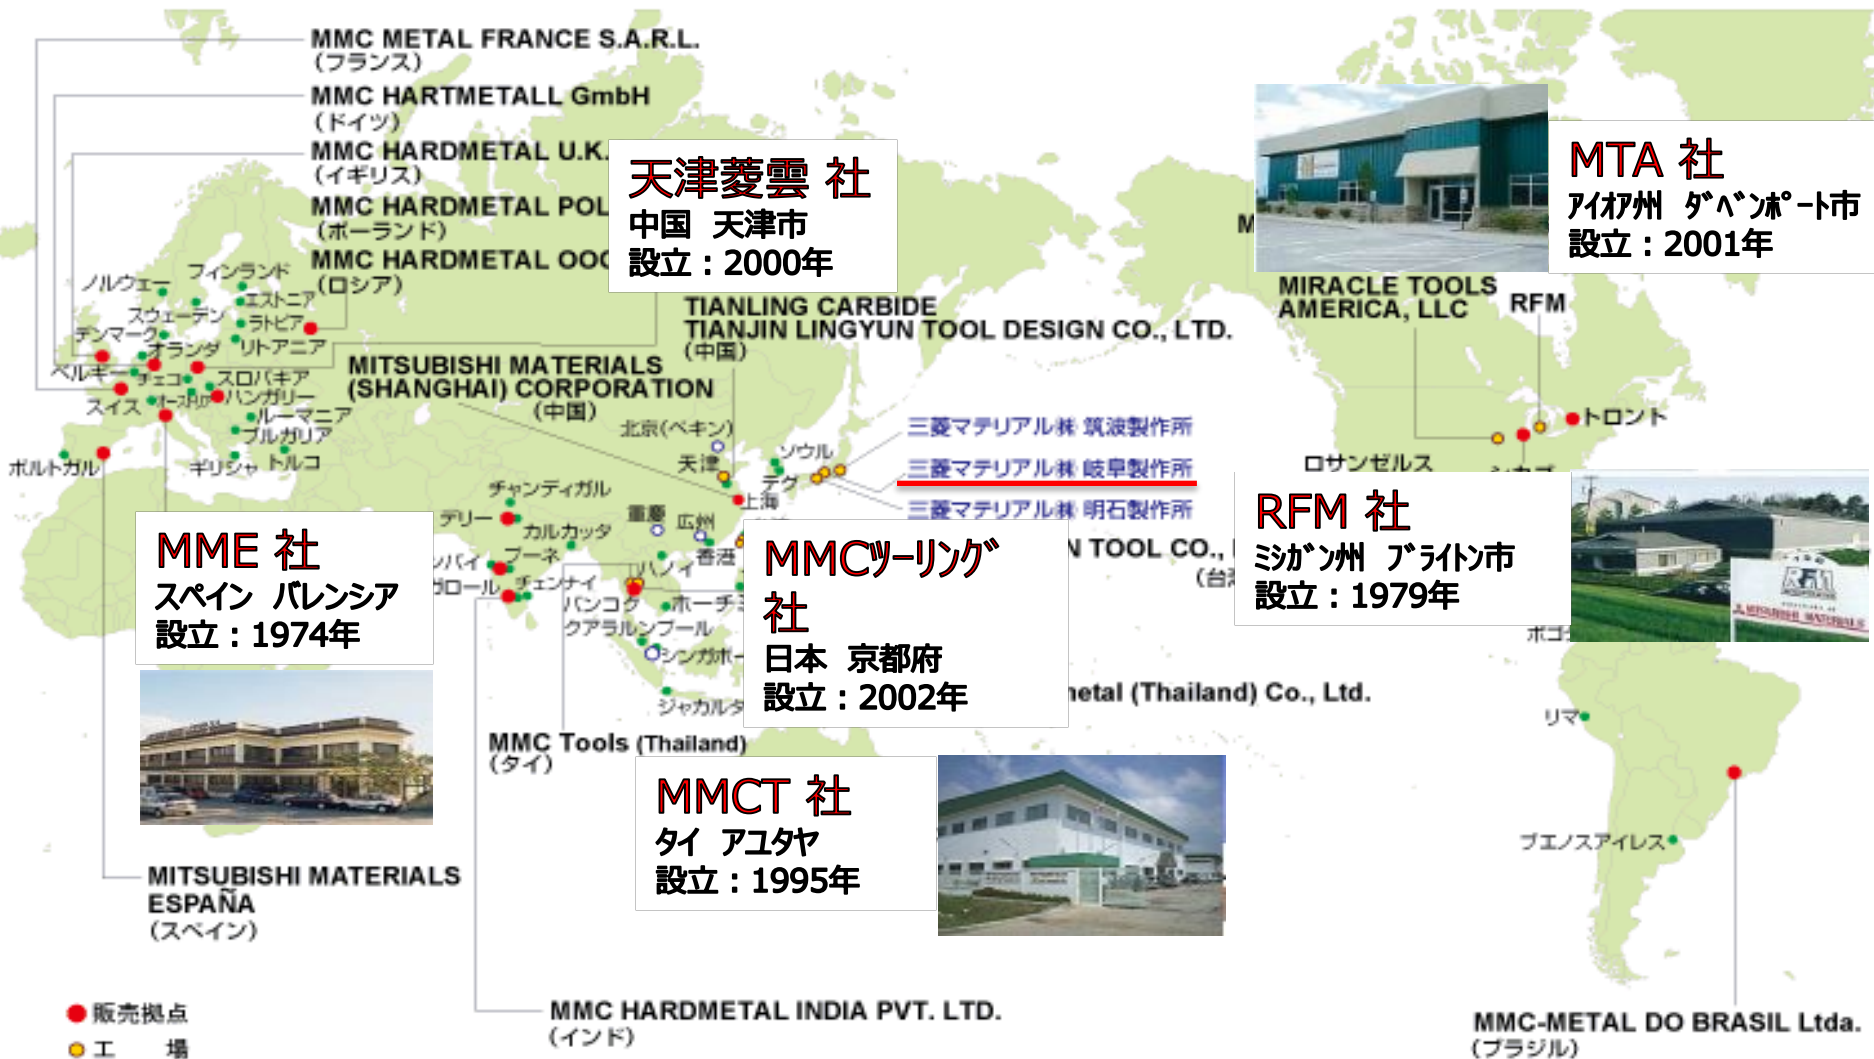 MMC METAL FRANCE S.A.R.L.
(フランス)
MMC HARTMETALL GmbH
(ドイツ)
MMC HARDMETAL U.K.
(イギリス)
MMC HARDMETAL POL
(ポーランド)
MMC HARDMETAL OOO
(ロシア)
天津菱雲 社
中国 天津市
設立：2000年
TIANLING CARBIDE
TIANJIN LINGYUN TOOL DESIGN CO., LTD.
(中国)
MITSUBISHI MATERIALS
(SHANGHAI) CORPORATION
(中国)
MTA 社
ｱｲｵｱ州 ﾀﾞﾍﾞﾝﾎﾟｰﾄ市
設立：2001年
M
MIRACLE TOOLS
AMERICA, LLC
RFM
ノルウェー
フィンランド
スウェーデン
エストニア
デンマーク
ラトビア
オランダ
リトアニア
ベルギー
チェコ
スロバキア
スイス
オーストリア
ハンガリー
ルーマニア
ブルガリア
ポルトガル
ギリシャ
トルコ
北京(ペキン)
天津
ソウル
テグ
上海
三菱マテリアル㈱ 筑波製作所
三菱マテリアル㈱ 岐阜製作所
三菱マテリアル㈱ 明石製作所
トロント
ロサンゼルス
シカゴ
チャンディガル
デリー
カルカッタ
重慶
広州
香港
ンバイ
プーネ
ハノイ
ガロール
チェンナイ
バンコク
ホーチミ
クアラルンプール
シンガポー
ジャカルタ
N TOOL CO.,
(台
MME 社
スペイン バレンシア
設立：1974年
MMCﾂｰﾘﾝｸﾞ
社
日本 京都府
設立：2002年
RFM 社
ﾐｼｶﾞﾝ州 ﾌﾞﾗｲﾄﾝ市
設立：1979年
RFM
MITSUBISHI MATERIALS
ボゴ
etal (Thailand) Co., Ltd.
MMC Tools (Thailand)
(タイ)
MMCT 社
タイ アユタヤ
設立：1995年
リマ
ブエノスアイレス
MITSUBISHI MATERIALS
ESPAÑA
(スペイン)
MMC HARDMETAL INDIA PVT. LTD.
(インド)
MMC-METAL DO BRASIL Ltda.
(ブラジル)
販売拠点
工 場